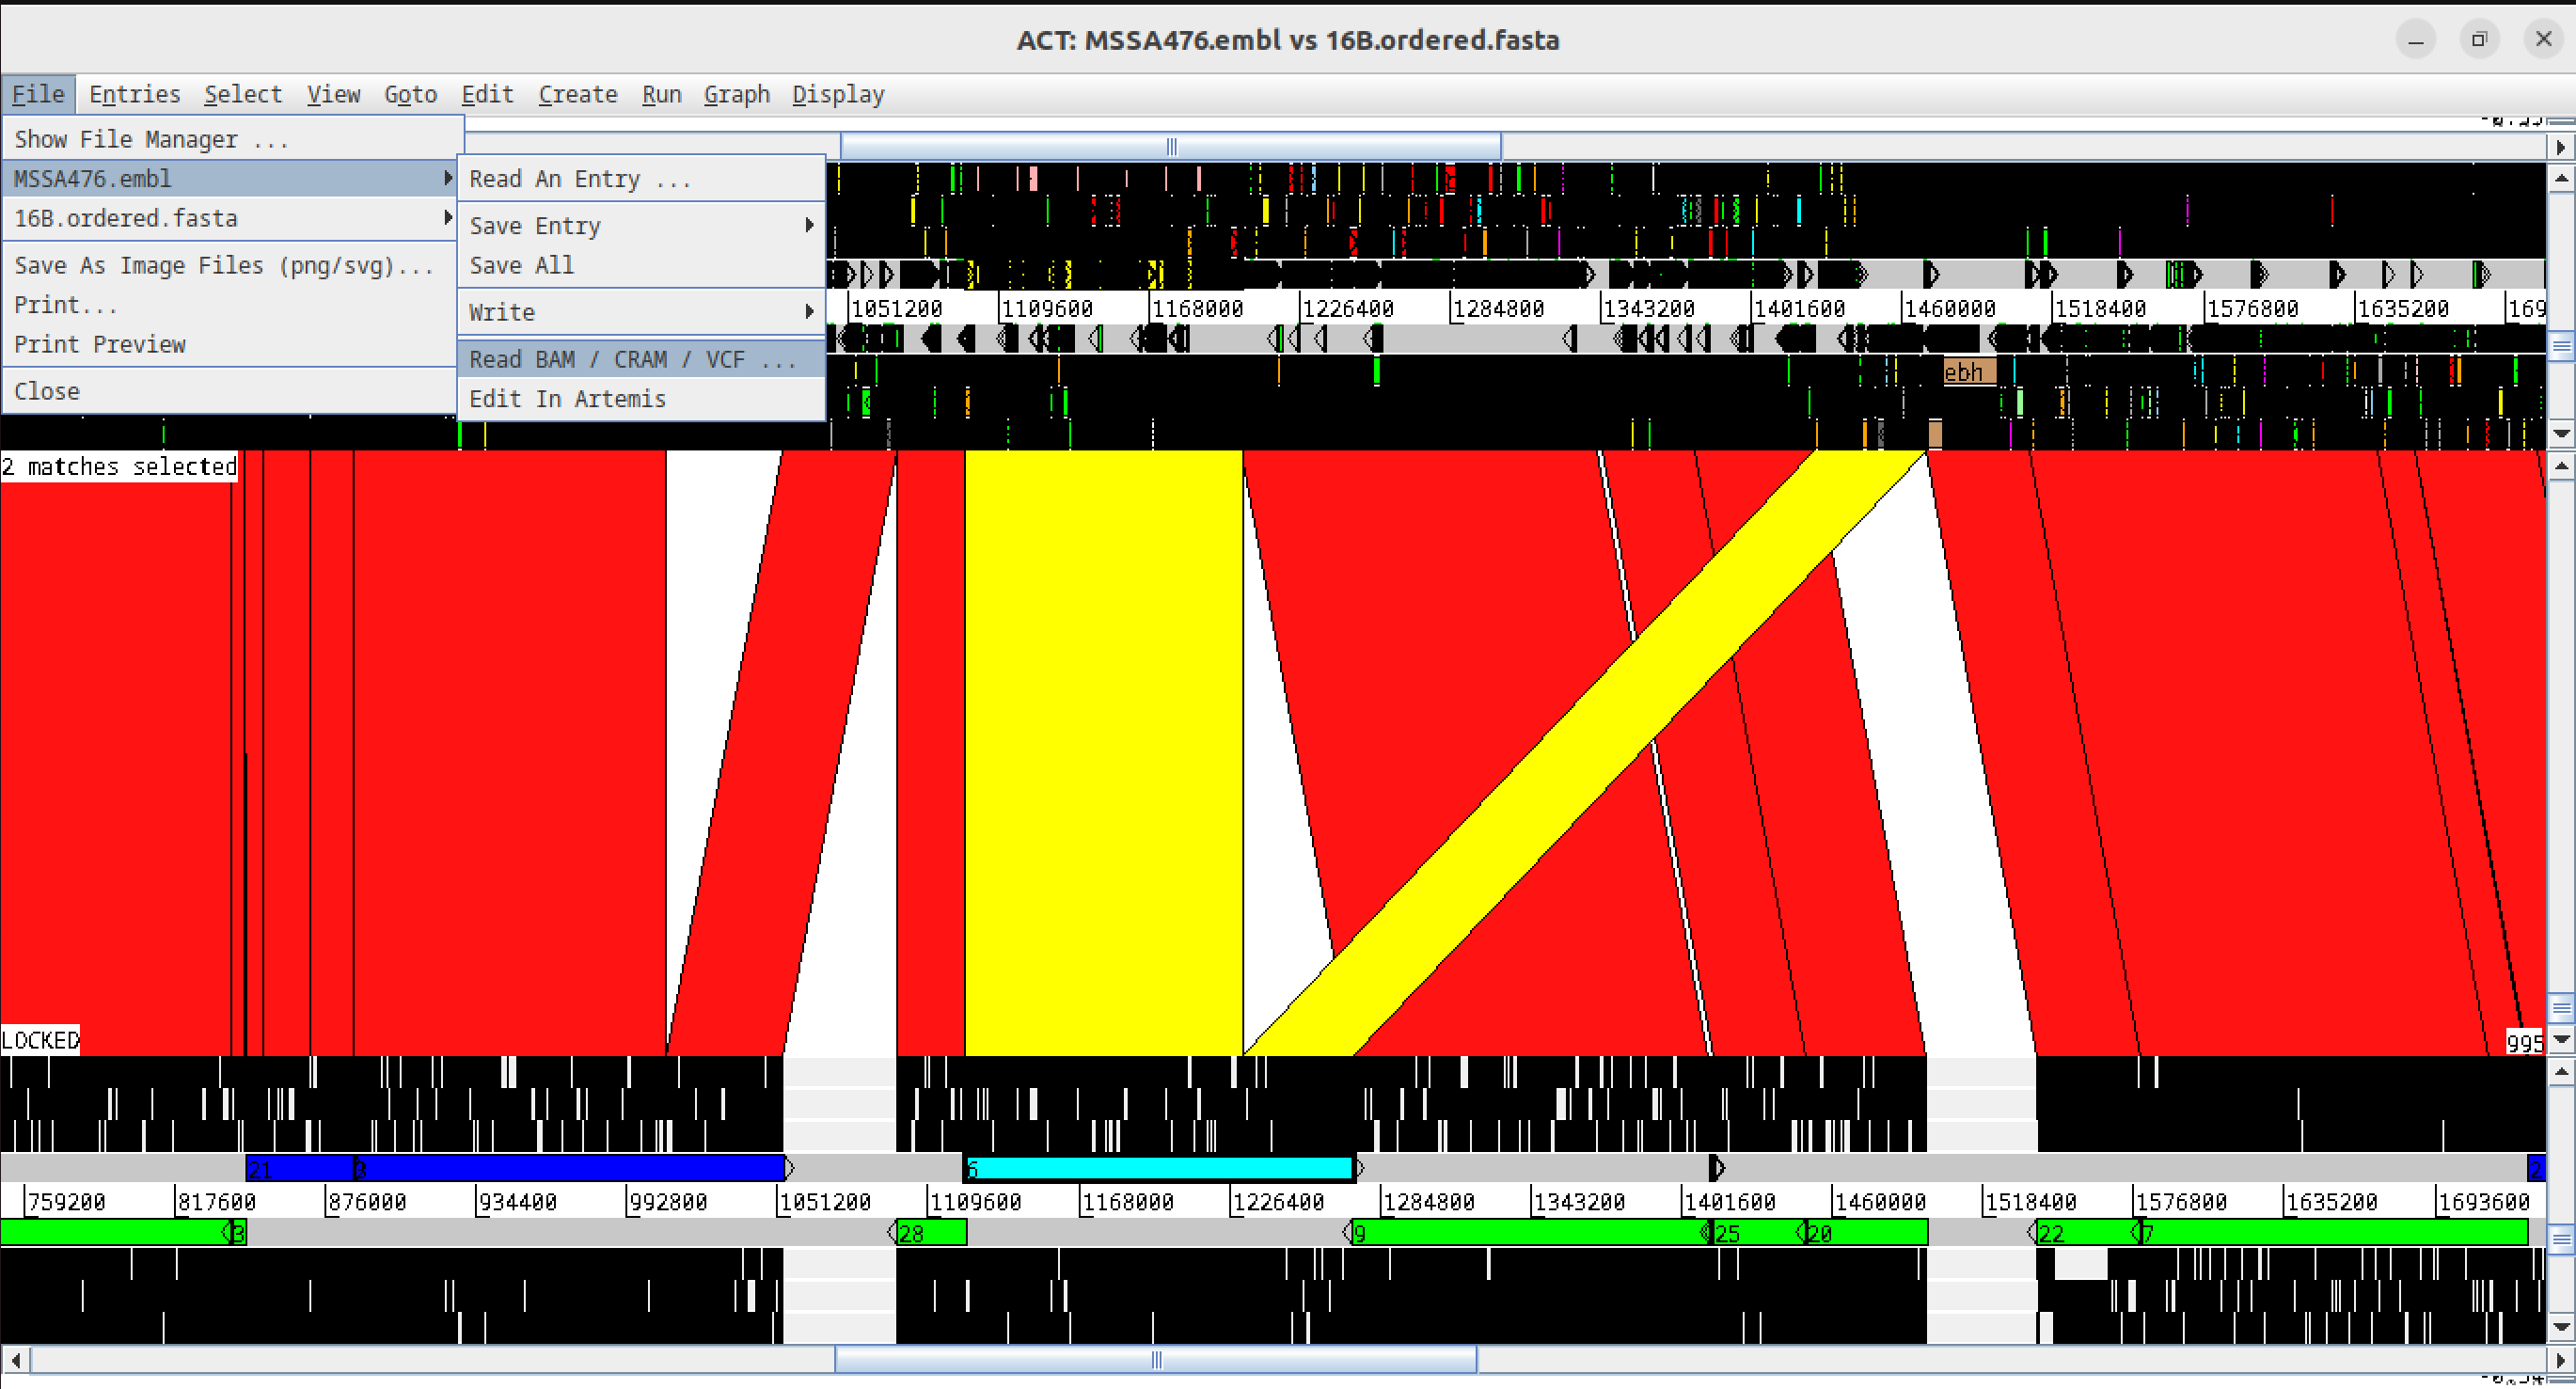 ACT: MSSA476.embl vs 16B.ordered.fasta
File Entries Select View Goto Edit Create Run Graph Display
Show File Manager ...
MSSA476.embl
16B.ordered.fasta
Save As Image Files (png/svg)...
Print...
Print Preview
Close
Read An Entry ...
Save Entry
Save All
Write
Read BAM / CRAM / VCF ...
Edit In Artemis
1051200 1109600 1168000 1226400 1284800 1343200 1401600 1460000 1518400 1576800 1635200 169
ebh
2 matches selected
LOCKED
995
21 6 2
759200 817600 876000 934400 992800 1051200 1109600 1168000 1226400 1284800 1343200 1401600 1460000 1518400 1576800 1635200 1693600
3 28 9 25 20 22 7